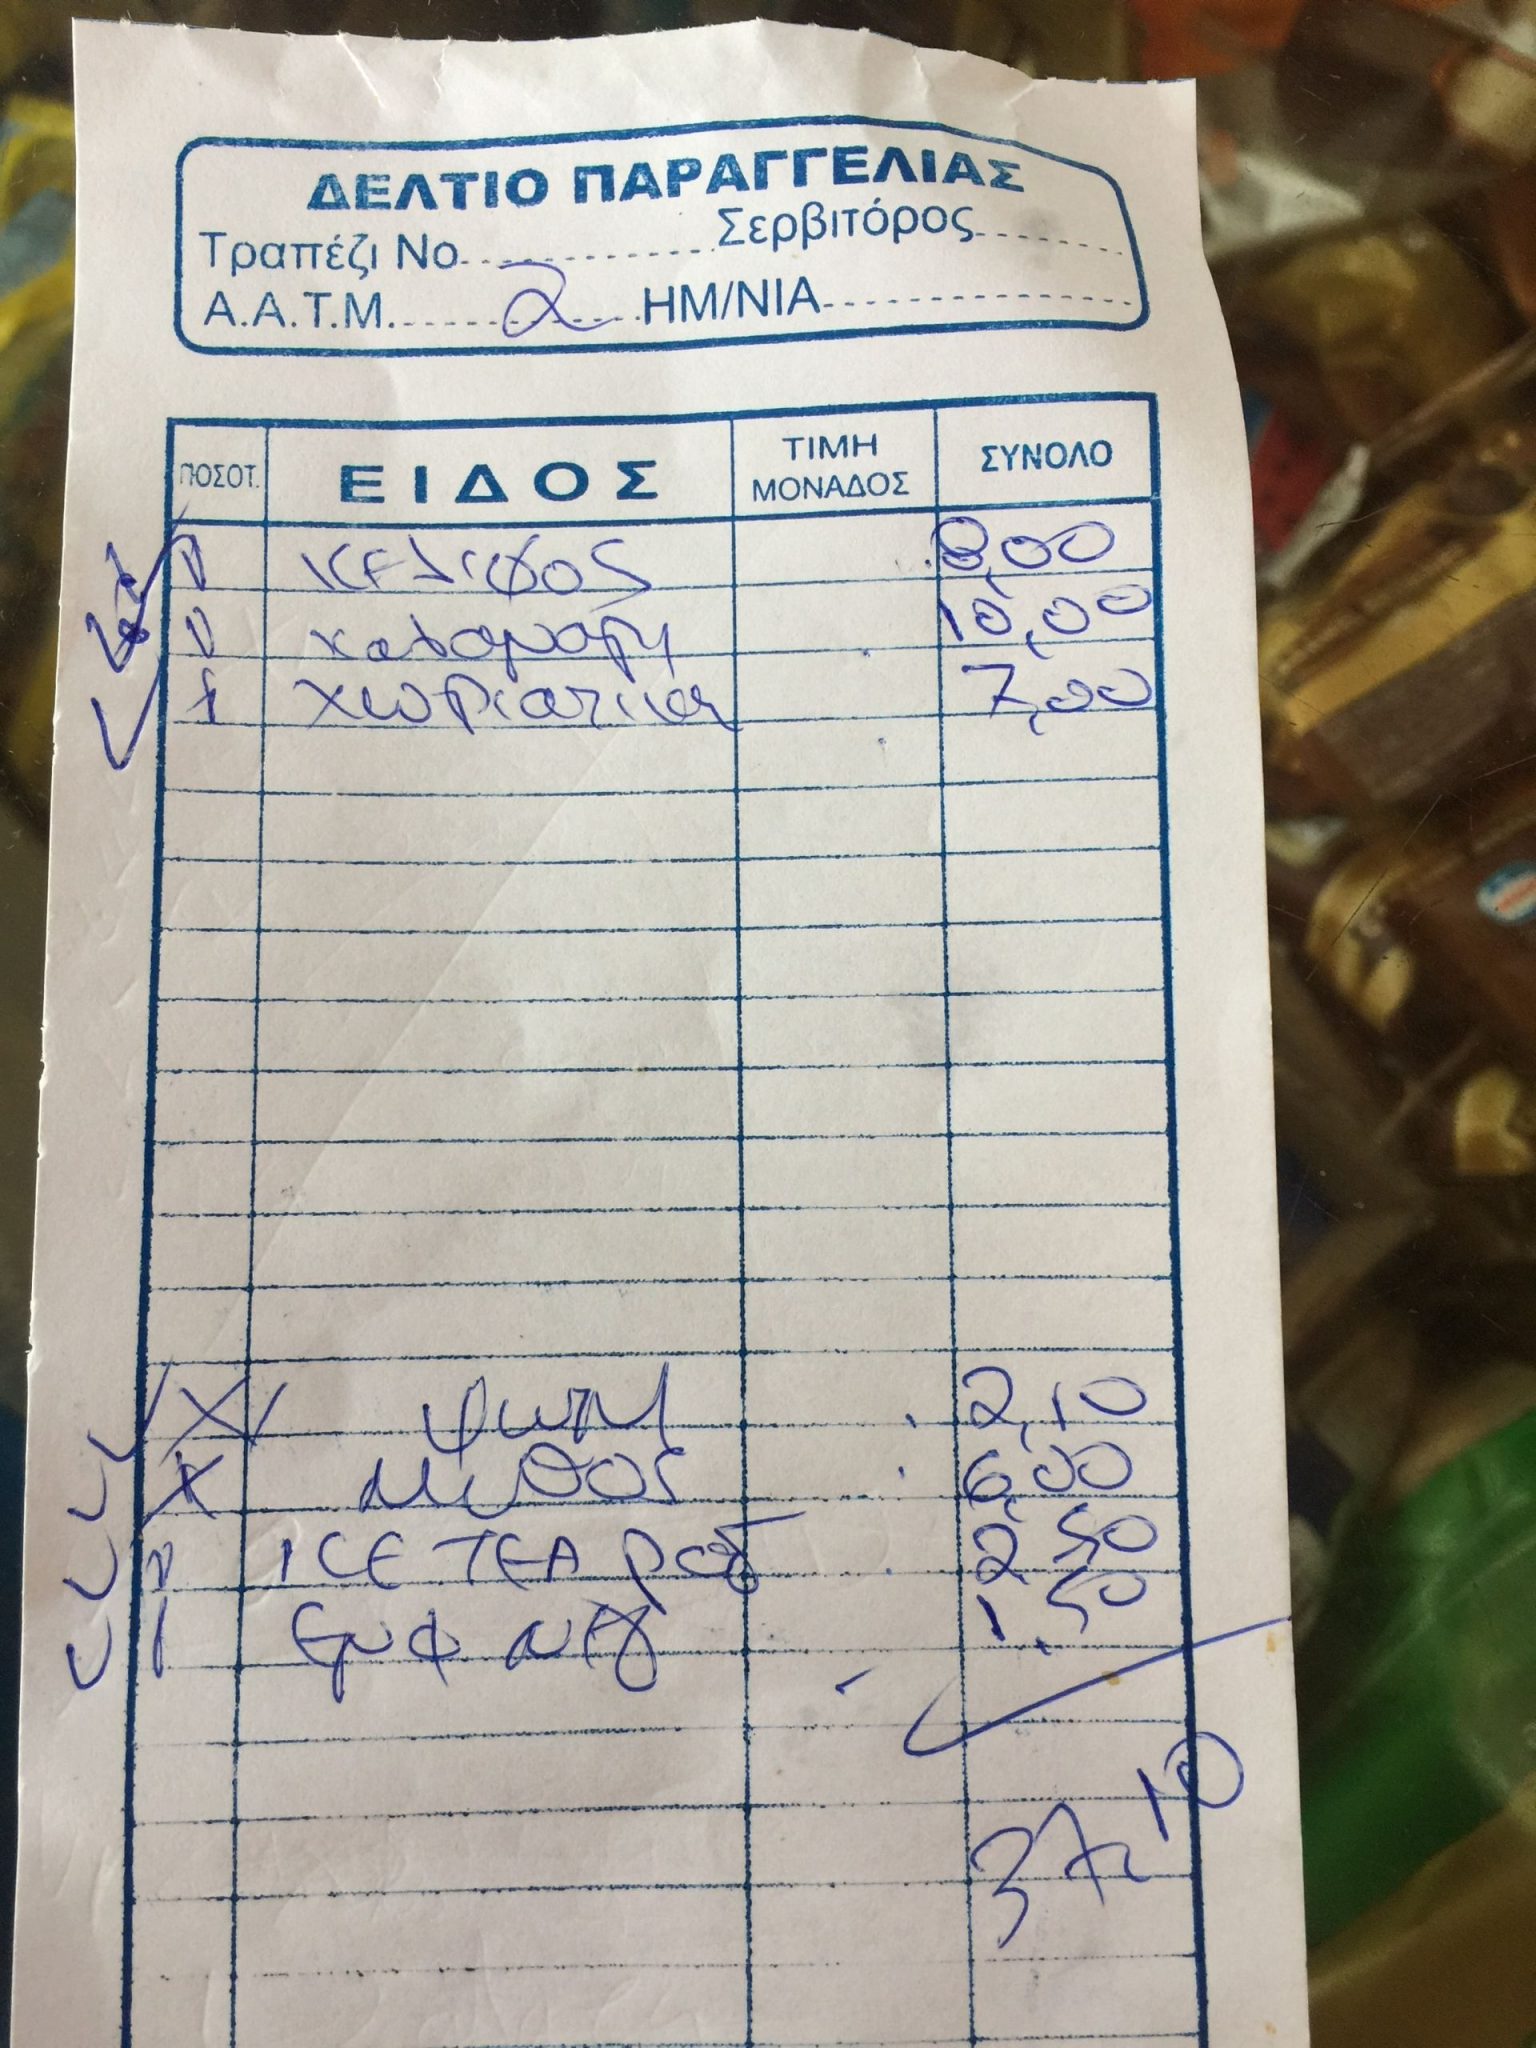 ΔΕΛΤΙΟ ΠΑΡΑΓΓΕΛΙΑΣ
Τραπέζι Νο. Σερβιτόρος
Α.Α.Τ.Μ. 2 ΗΜ/ΝΙΑ
ΠΟΣΟΤ. ΕΙΔΟΣ ΤΙΜΗ ΜΟΝΑΔΟΣ ΣΥΝΟΛΟ
1 κελυφος 8,00
1 καλαμαρι 10,00
1 χωριατικη 7,00
ψωμι 2,10
μυθος 6,00
1 ICE TEA ροδ 2,50
1 εμφ μεγ 1,50
37,10